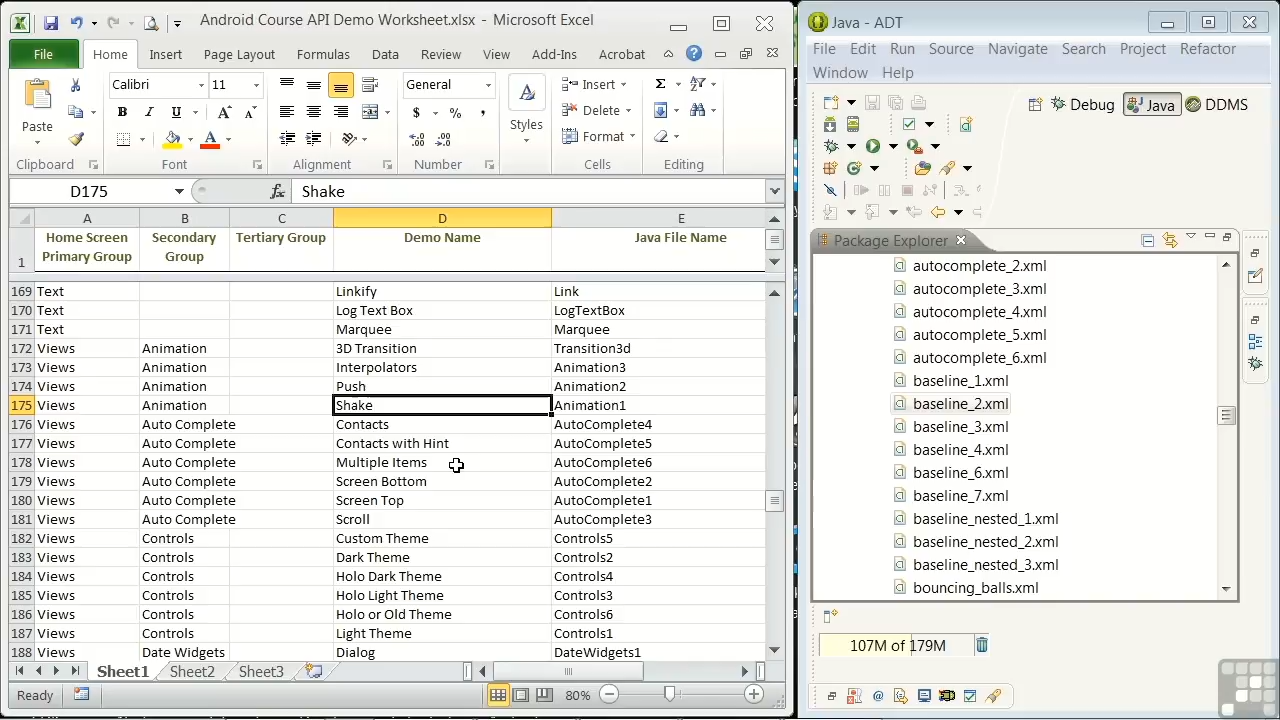 Android Course API Demo Worksheet.xlsx - Microsoft Excel
File Home Insert Page Layout Formulas Data Review View Add-Ins Acrobat
Paste
Calibri 11
B I U A A
A
General
$ % ,
Styles
Insert
Delete
Format
Σ
Clipboard Font Alignment Number Cells Editing
D175 fx Shake
A B C D E
1 Home Screen Primary Group Secondary Group Tertiary Group Demo Name Java File Name
169 Text Linkify Link
170 Text Log Text Box LogTextBox
171 Text Marquee Marquee
172 Views Animation 3D Transition Transition3d
173 Views Animation Interpolators Animation3
174 Views Animation Push Animation2
175 Views Animation Shake Animation1
176 Views Auto Complete Contacts AutoComplete4
177 Views Auto Complete Contacts with Hint AutoComplete5
178 Views Auto Complete Multiple Items AutoComplete6
179 Views Auto Complete Screen Bottom AutoComplete2
180 Views Auto Complete Screen Top AutoComplete1
181 Views Auto Complete Scroll AutoComplete3
182 Views Controls Custom Theme Controls5
183 Views Controls Dark Theme Controls2
184 Views Controls Holo Dark Theme Controls4
185 Views Controls Holo Light Theme Controls3
186 Views Controls Holo or Old Theme Controls6
187 Views Controls Light Theme Controls1
188 Views Date Widgets Dialog DateWidgets1
Sheet1 Sheet2 Sheet3
Ready 80%
Java - ADT
File Edit Run Source Navigate Search Project Refactor
Window Help
Debug Java DDMS
Package Explorer
autocomplete_2.xml
autocomplete_3.xml
autocomplete_4.xml
autocomplete_5.xml
autocomplete_6.xml
baseline_1.xml
baseline_2.xml
baseline_3.xml
baseline_4.xml
baseline_6.xml
baseline_7.xml
baseline_nested_1.xml
baseline_nested_2.xml
baseline_nested_3.xml
bouncing_balls.xml
107M of 179M